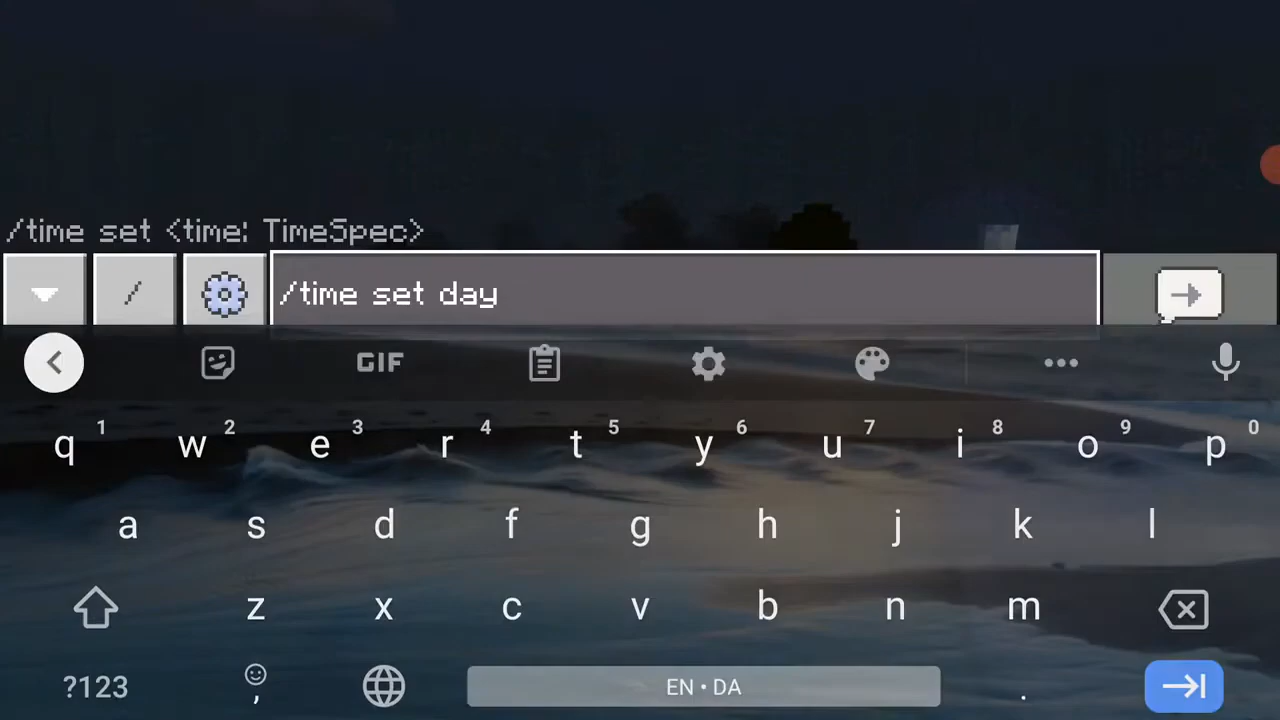 /time set <time: TimeSpec>
/
/time set day
GIF
q 1 w 2 e 3 r 4 t 5 y 6 u 7 i 8 o 9 p 0
a s d f g h j k l
z x c v b n m
?123 , EN • DA .